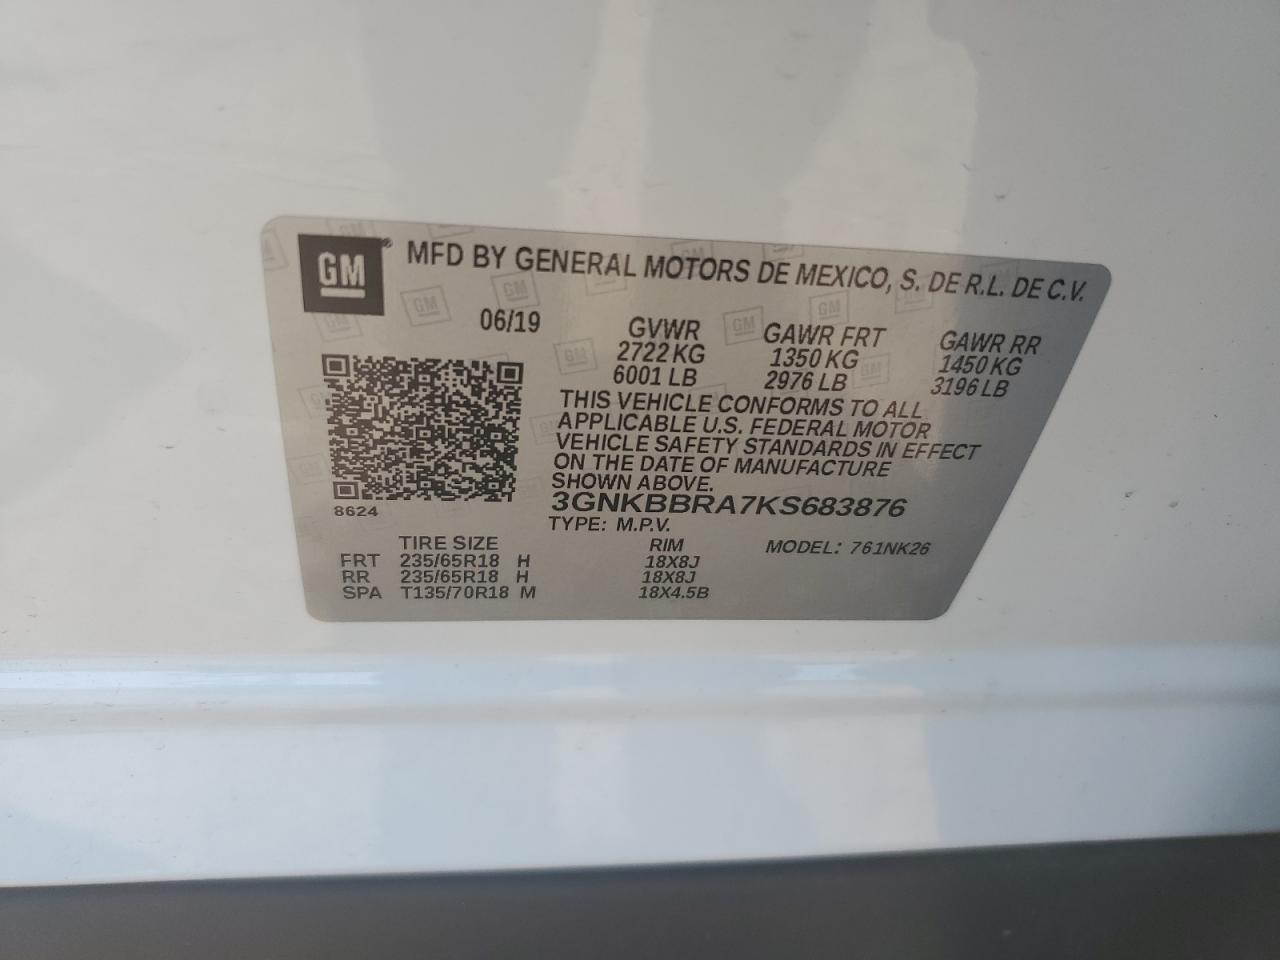 GM® MFD BY GENERAL MOTORS DE MEXICO, S. DE R.L. DE C.V.
06/19
GVWR GAWR FRT GAWR RR
2722 KG 1350 KG 1450 KG
6001 LB 2976 LB 3196 LB
THIS VEHICLE CONFORMS TO ALL
APPLICABLE U.S. FEDERAL MOTOR
VEHICLE SAFETY STANDARDS IN EFFECT
ON THE DATE OF MANUFACTURE
SHOWN ABOVE.
3GNKBBRA7KS683876
8624
TYPE: M.P.V.
TIRE SIZE RIM MODEL: 761NK26
FRT 235/65R18 H 18X8J
RR 235/65R18 H 18X8J
SPA T135/70R18 M 18X4.5B